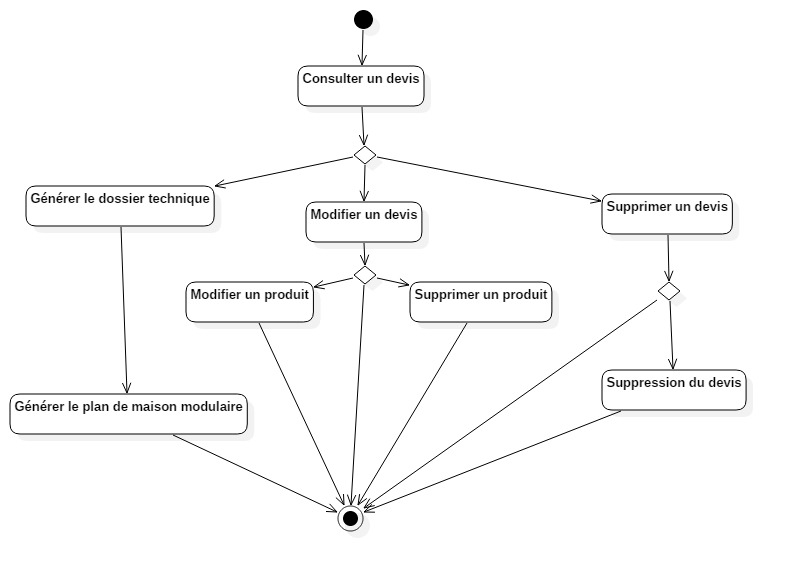 Consulter un devis
Générer le dossier technique
Modifier un devis
Supprimer un devis
Modifier un produit
Supprimer un produit
Suppression du devis
Générer le plan de maison modulaire